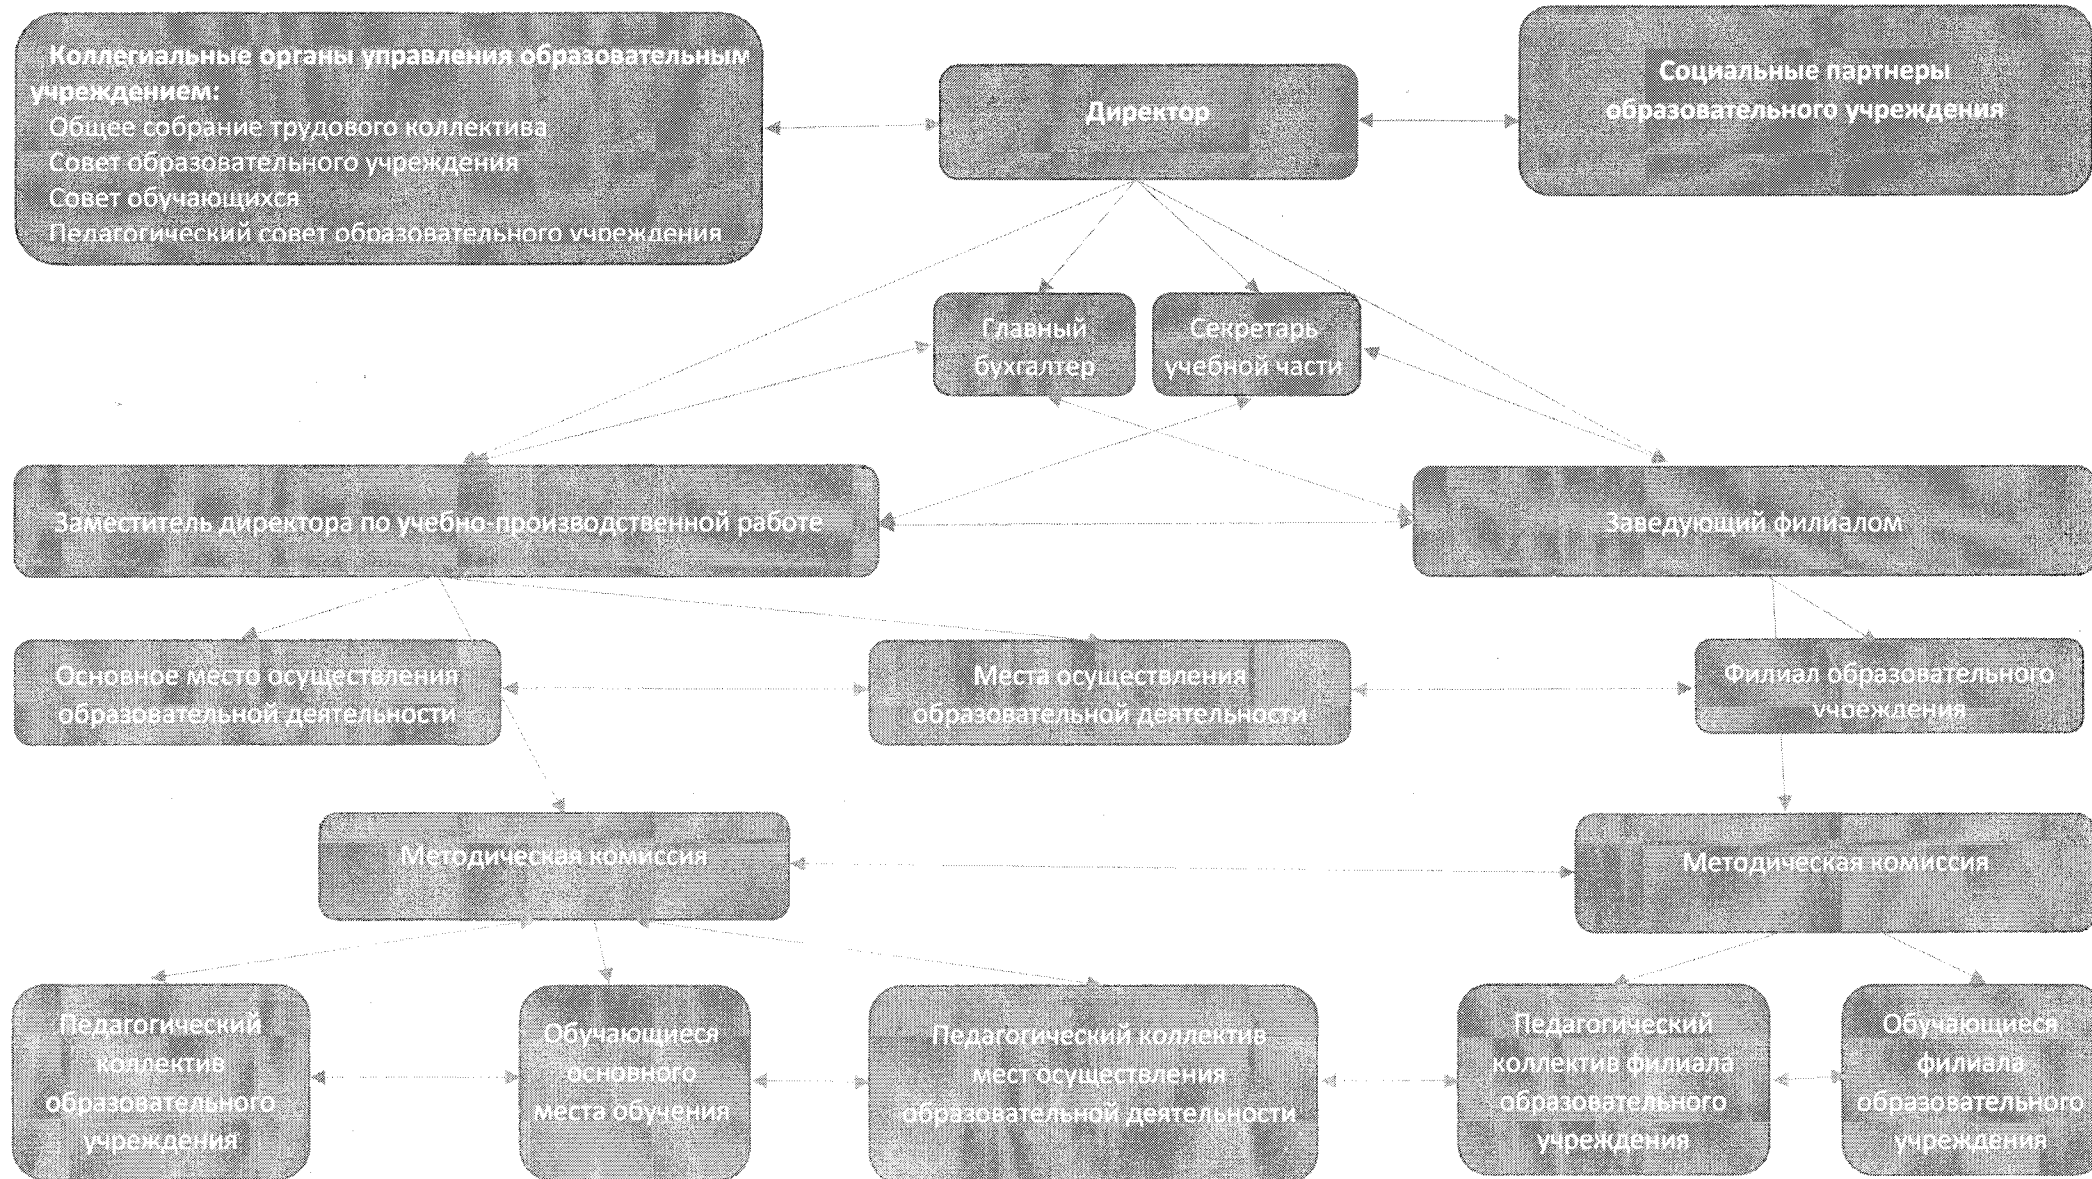 Коллегиальные органы управления образовательным
учреждением:
Общее собрание трудового коллектива
Совет образовательного учреждения
Совет обучающихся
Педагогический совет образовательного учреждения
Директор
Социальные партнеры
образовательного учреждения
Главный
бухгалтер
Секретарь
учебной части
Заместитель директора по учебно-производственной работе
Заведующий филиалом
Основное место осуществления
образовательной деятельности
Места осуществления
образовательной деятельности
Филиал образовательного
учреждения
Методическая комиссия
Методическая комиссия
Педагогический
коллектив
образовательного
учреждения
Обучающиеся
основного
места обучения
Педагогический коллектив
мест осуществления
образовательной деятельности
Педагогический
коллектив филиала
образовательного
учреждения
Обучающиеся
филиала
образовательного
учреждения